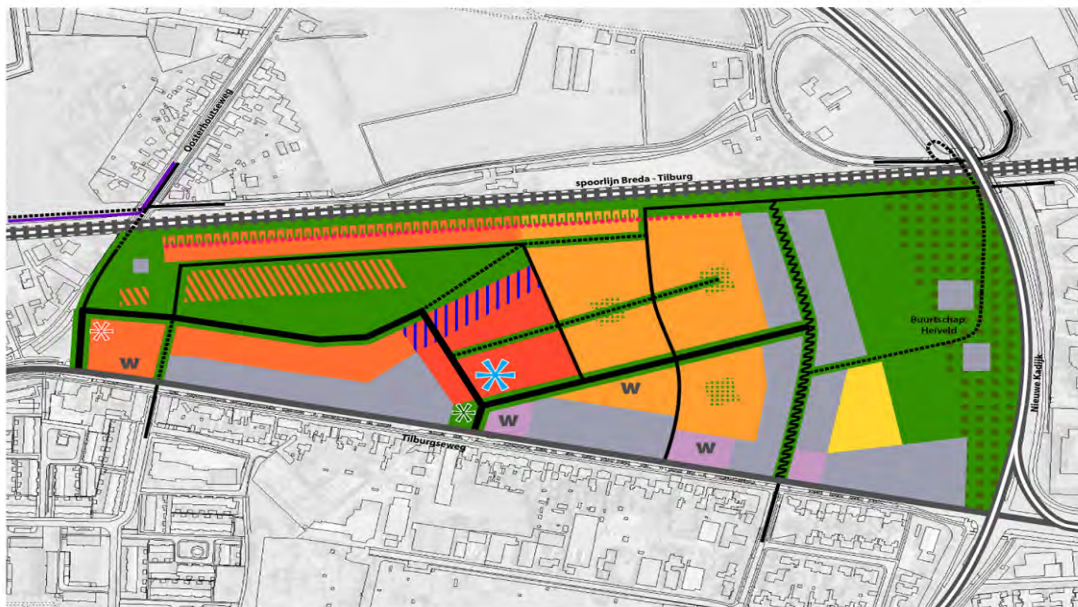 Oosterhoutseweg
spoorlijn Breda - Tilburg
Buurtschap
Heiveld
Nieuwe Kadijk
W
W
W
W
Tilburgseweg